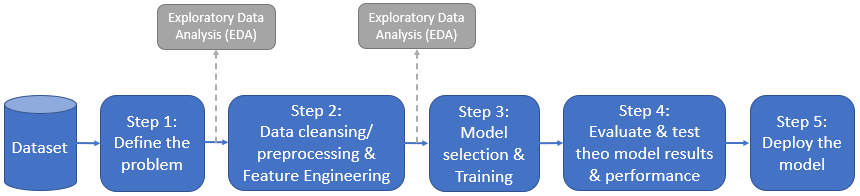 Exploratory Data
Analysis (EDA)
Exploratory Data
Analysis (EDA)
Dataset
Step 1:
Define the
problem
Step 2:
Data cleansing/
preprocessing &
Feature Engineering
Step 3:
Model
selection &
Training
Step 4:
Evaluate & test
theo model results
& performance
Step 5:
Deploy the
model